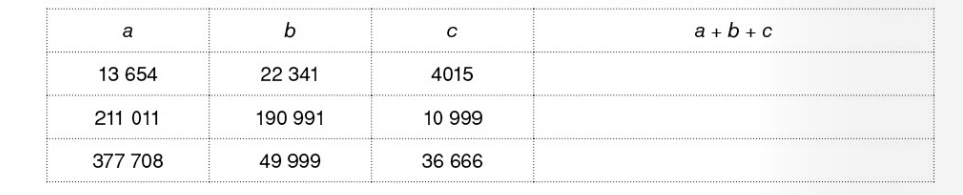 a b c a + b + c
13 654 22 341 4015
211 011 190 991 10 999
377 708 49 999 36 666